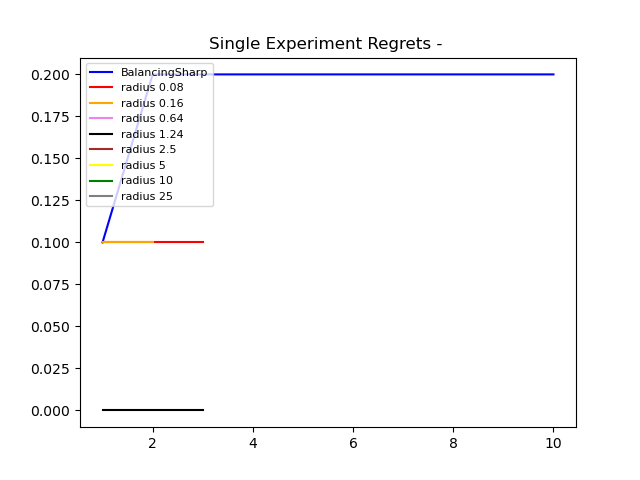 Single Experiment Regrets -
0.200
0.175
0.150
0.125
0.100
0.075
0.050
0.025
0.000
BalancingSharp
radius 0.08
radius 0.16
radius 0.64
radius 1.24
radius 2.5
radius 5
radius 10
radius 25
2 4 6 8 10